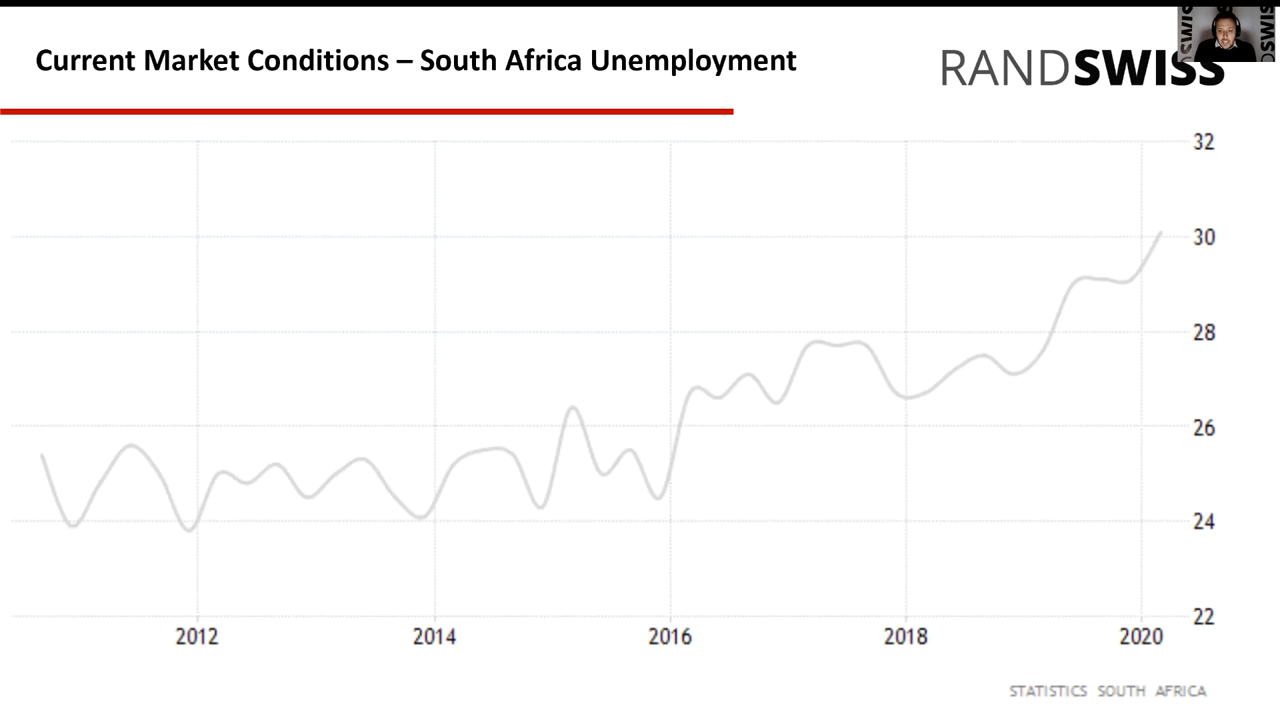 Current Market Conditions – South Africa Unemployment
RANDSWISS
SWISS
32
30
28
26
24
22
2012
2014
2016
2018
2020
STATISTICS SOUTH AFRICA